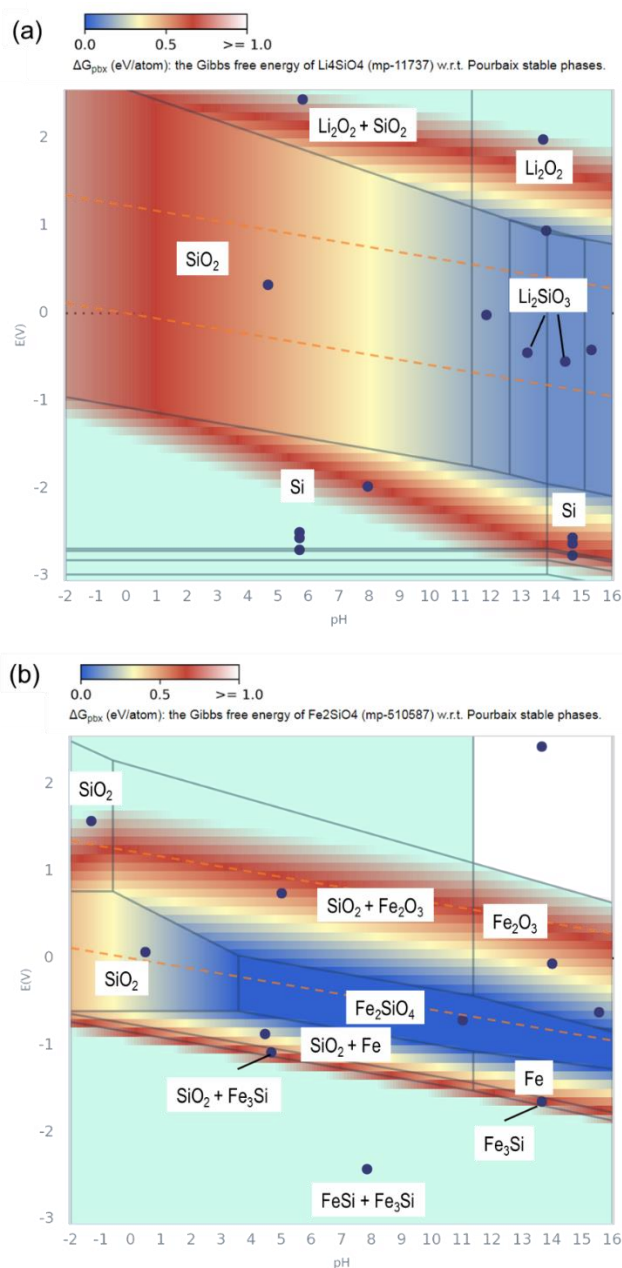 (a)
0.0 0.5 >= 1.0
ΔG_pbx (eV/atom): the Gibbs free energy of Li4SiO4 (mp-11737) w.r.t. Pourbaix stable phases.
2
Li₂O₂ + SiO₂
Li₂O₂
1
SiO₂
Li₂SiO₃
E(V)
0
-1
-2
Si
Si
-3
-2 -1 0 1 2 3 4 5 6 7 8 9 10 11 12 13 14 15 16
pH
(b)
0.0 0.5 >= 1.0
ΔG_pbx (eV/atom): the Gibbs free energy of Fe2SiO4 (mp-510587) w.r.t. Pourbaix stable phases.
2
SiO₂
1
SiO₂ + Fe₂O₃
Fe₂O₃
E(V)
0
SiO₂
Fe₂SiO₄
SiO₂ + Fe
-1
Fe
SiO₂ + Fe₃Si
-2
Fe₃Si
FeSi + Fe₃Si
-3
-2 -1 0 1 2 3 4 5 6 7 8 9 10 11 12 13 14 15 16
pH